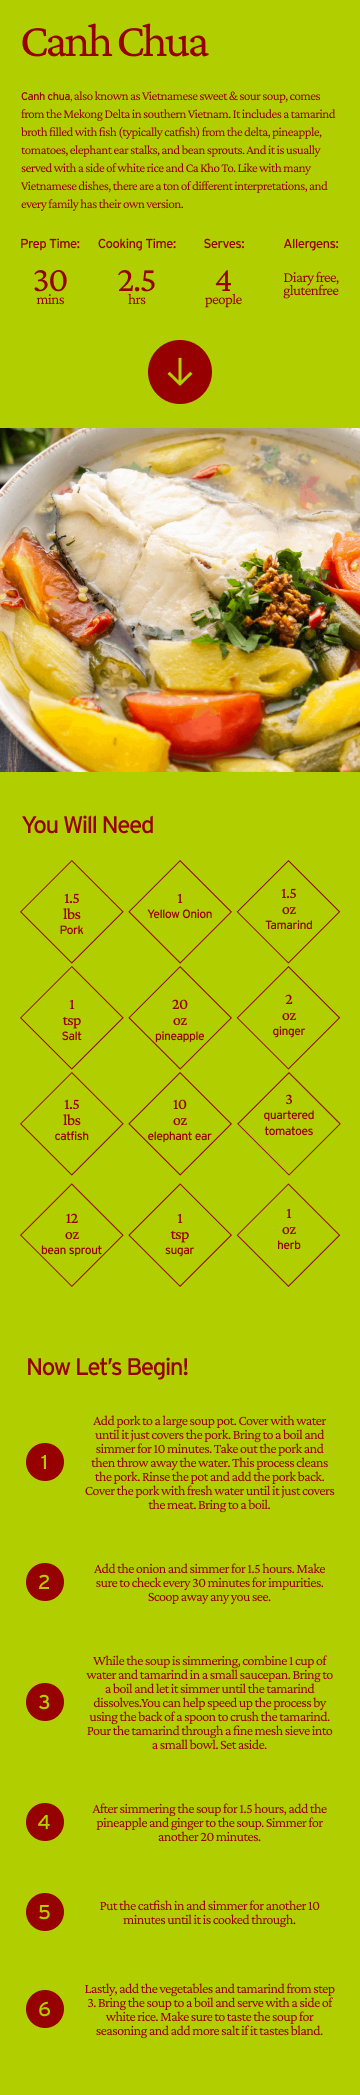 Canh Chua
Canh chua, also known as Vietnamese sweet & sour soup, comes
from the Mekong Delta in southern Vietnam. It includes a tamarind
broth filled with fish (typically catfish) from the delta, pineapple,
tomatoes, elephant ear stalks, and bean sprouts. And it is usually
served with a side of white rice and Ca Kho To. Like with many
Vietnamese dishes, there are a ton of different interpretations, and
every family has their own version.
Prep Time: Cooking Time: Serves: Allergens:
30 2.5 4 Diary free,
mins hrs people glutenfree
You Will Need
1.5
lbs
Pork
1
Yellow Onion
1.5
oz
Tamarind
1
tsp
Salt
20
oz
pineapple
2
oz
ginger
1.5
lbs
catfish
10
oz
elephant ear
3
quartered
tomatoes
12
oz
bean sprout
1
tsp
sugar
1
oz
herb
Now Let's Begin!
1
Add pork to a large soup pot. Cover with water
until it just covers the pork. Bring to a boil and
simmer for 10 minutes. Take out the pork and
then throw away the water. This process cleans
the pork. Rinse the pot and add the pork back.
Cover the pork with fresh water until it just covers
the meat. Bring to a boil.
2
Add the onion and simmer for 1.5 hours. Make
sure to check every 30 minutes for impurities.
Scoop away any you see.
3
While the soup is simmering, combine 1 cup of
water and tamarind in a small saucepan. Bring to
a boil and let it simmer until the tamarind
dissolves.You can help speed up the process by
using the back of a spoon to crush the tamarind.
Pour the tamarind through a fine mesh sieve into
a small bowl. Set aside.
4
After simmering the soup for 1.5 hours, add the
pineapple and ginger to the soup. Simmer for
another 20 minutes.
5
Put the catfish in and simmer for another 10
minutes until it is cooked through.
6
Lastly, add the vegetables and tamarind from step
3. Bring the soup to a boil and serve with a side of
white rice. Make sure to taste the soup for
seasoning and add more salt if it tastes bland.